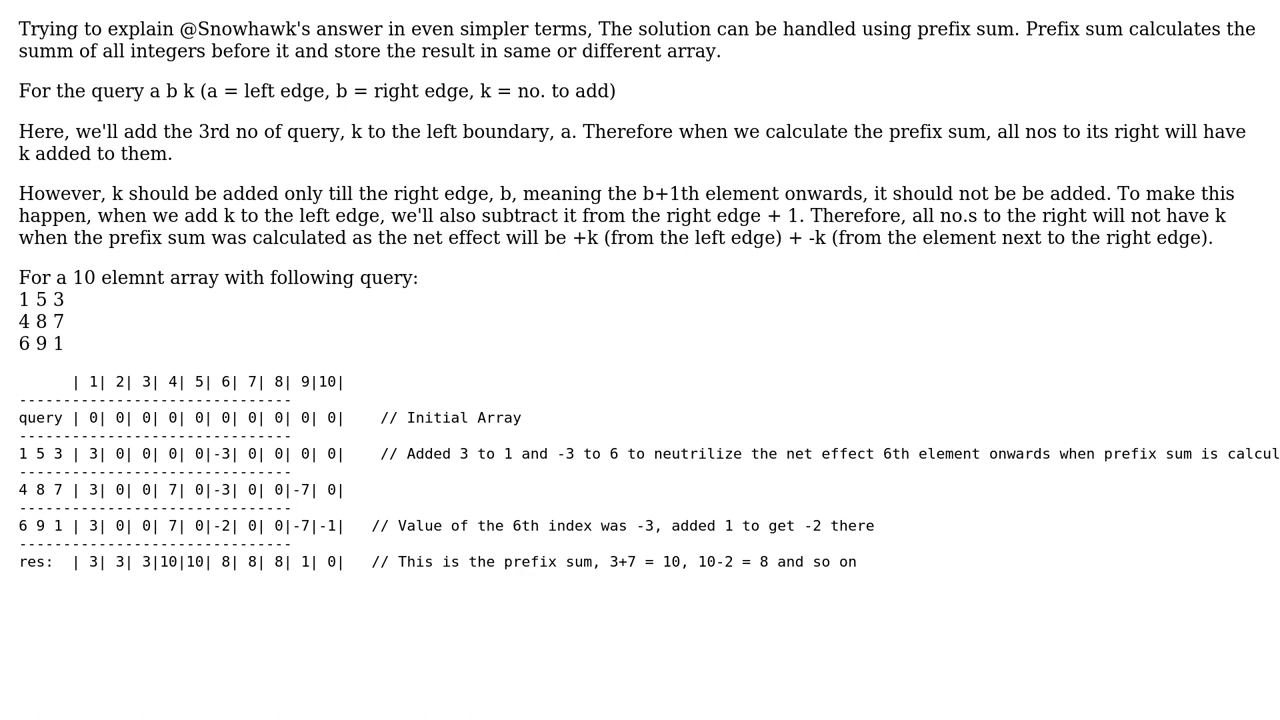 Trying to explain @Snowhawk's answer in even simpler terms, The solution can be handled using prefix sum. Prefix sum calculates the
summ of all integers before it and store the result in same or different array.
For the query a b k (a = left edge, b = right edge, k = no. to add)
Here, we'll add the 3rd no of query, k to the left boundary, a. Therefore when we calculate the prefix sum, all nos to its right will have
k added to them.
However, k should be added only till the right edge, b, meaning the b+1th element onwards, it should not be be added. To make this
happen, when we add k to the left edge, we'll also subtract it from the right edge + 1. Therefore, all no.s to the right will not have k
when the prefix sum was calculated as the net effect will be +k (from the left edge) + -k (from the element next to the right edge).
For a 10 elemnt array with following query:
1 5 3
4 8 7
6 9 1
      | 1| 2| 3| 4| 5| 6| 7| 8| 9|10|
-------------------------------
query | 0| 0| 0| 0| 0| 0| 0| 0| 0| 0|    // Initial Array
-------------------------------
1 5 3 | 3| 0| 0| 0| 0|-3| 0| 0| 0| 0|    // Added 3 to 1 and -3 to 6 to neutrilize the net effect 6th element onwards when prefix sum is calcul
-------------------------------
4 8 7 | 3| 0| 0| 7| 0|-3| 0| 0|-7| 0|
-------------------------------
6 9 1 | 3| 0| 0| 7| 0|-2| 0| 0|-7|-1|   // Value of the 6th index was -3, added 1 to get -2 there
-------------------------------
res:  | 3| 3| 3|10|10| 8| 8| 8| 1| 0|   // This is the prefix sum, 3+7 = 10, 10-2 = 8 and so on